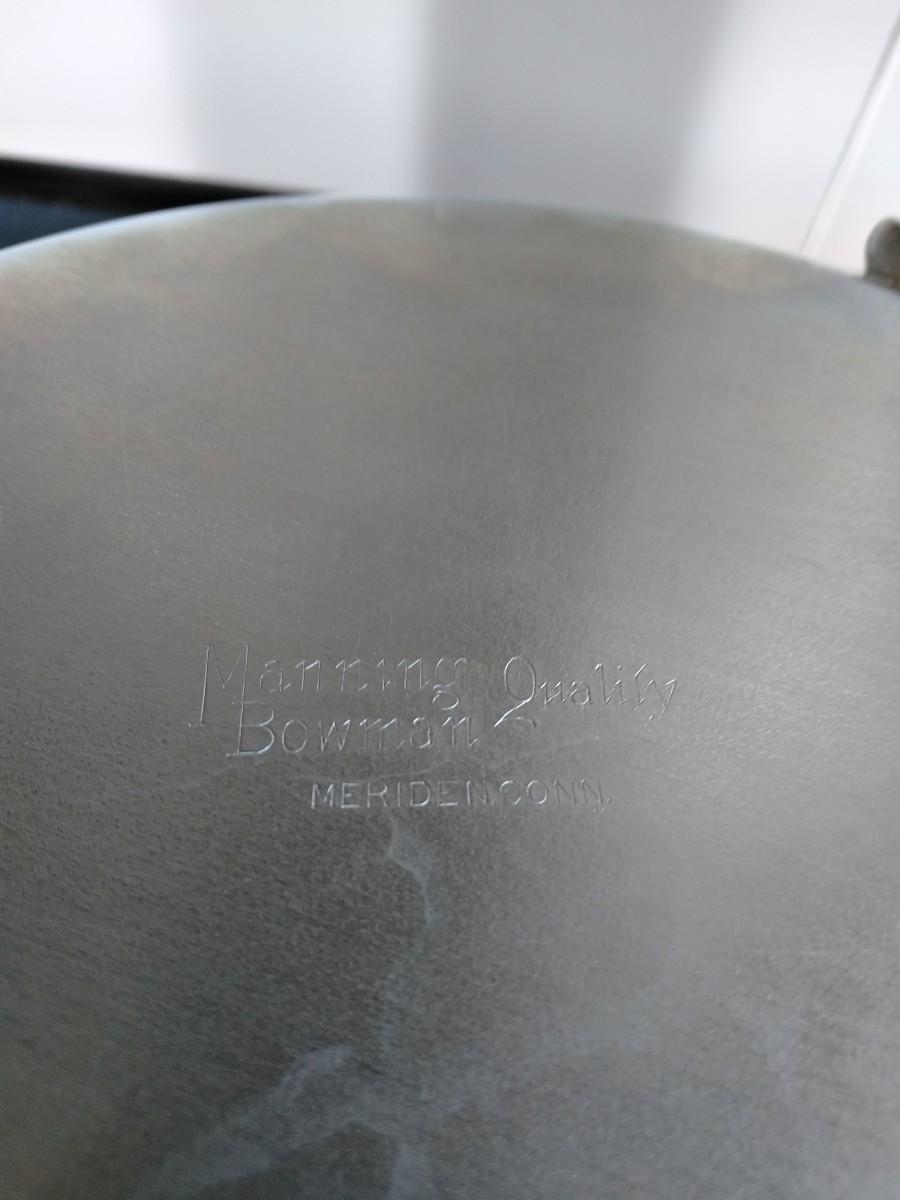 Manning
Bowman Quality
MERIDEN, CONN.